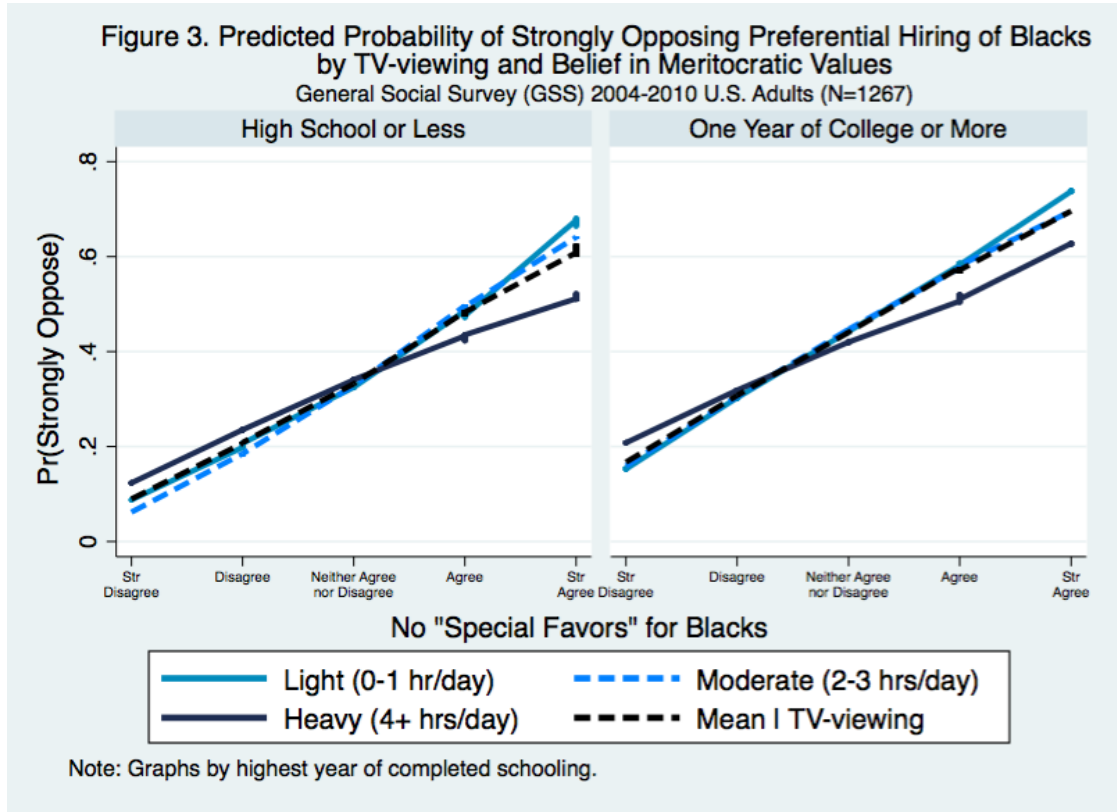 Figure 3. Predicted Probability of Strongly Opposing Preferential Hiring of Blacks
by TV-viewing and Belief in Meritocratic Values
General Social Survey (GSS) 2004-2010 U.S. Adults (N=1267)
High School or Less
One Year of College or More
Pr(Strongly Oppose)
.8
.6
.4
.2
0
Str
Disagree
Disagree
Neither Agree
nor Disagree
Agree
Str
Agree
Str
Disagree
Disagree
Neither Agree
nor Disagree
Agree
Str
Agree
No "Special Favors" for Blacks
Light (0-1 hr/day)
Moderate (2-3 hrs/day)
Heavy (4+ hrs/day)
Mean | TV-viewing
Note: Graphs by highest year of completed schooling.